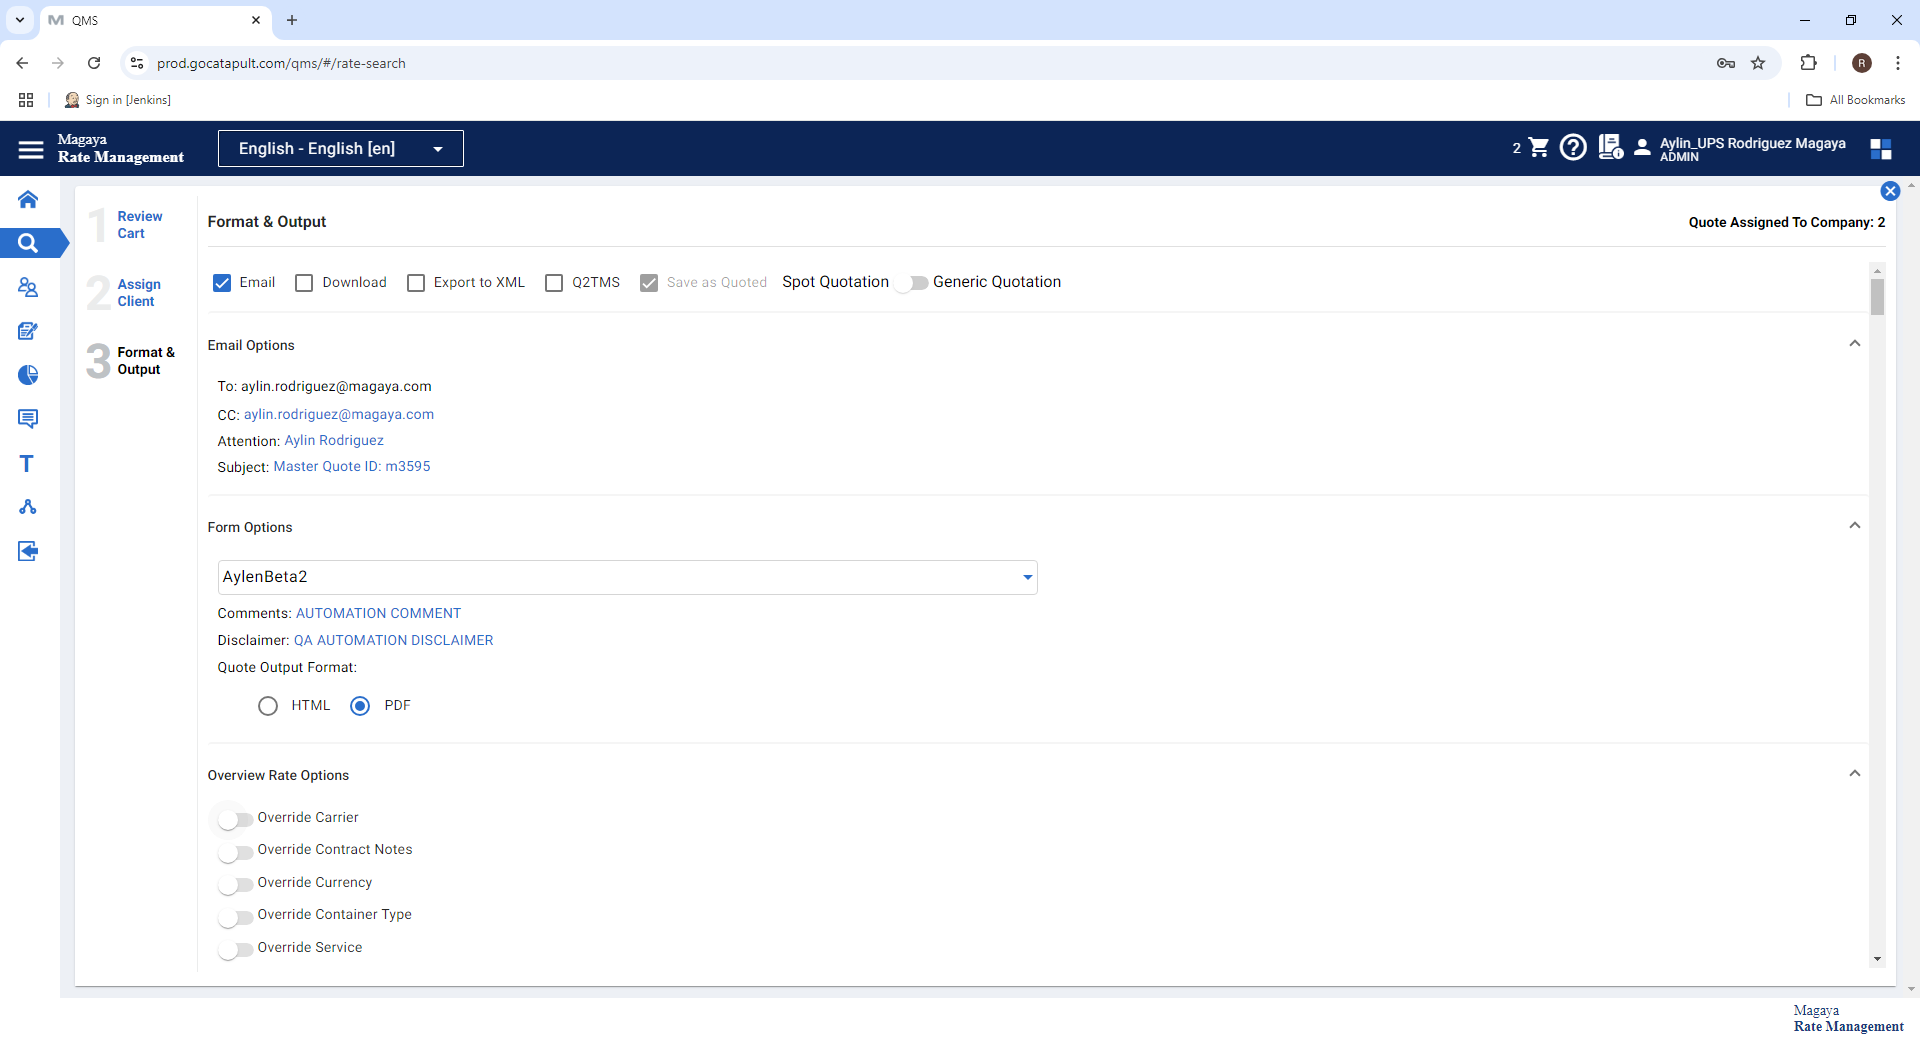 QMS
prod.gocatapult.com/qms/#/rate-search
R
Sign in [Jenkins]
All Bookmarks
Magaya
Rate Management
English - English [en]
2
Aylin_UPS Rodriguez Magaya
ADMIN
1 Review
Cart
2 Assign
Client
3 Format &
Output
Format & Output
Quote Assigned To Company: 2
Email Download Export to XML Q2TMS Save as Quoted Spot Quotation Generic Quotation
Email Options
To: aylin.rodriguez@magaya.com
CC: aylin.rodriguez@magaya.com
Attention: Aylin Rodriguez
Subject: Master Quote ID: m3595
Form Options
AylenBeta2
Comments: AUTOMATION COMMENT
Disclaimer: QA AUTOMATION DISCLAIMER
Quote Output Format:
HTML PDF
Overview Rate Options
Override Carrier
Override Contract Notes
Override Currency
Override Container Type
Override Service
Magaya
Rate Management